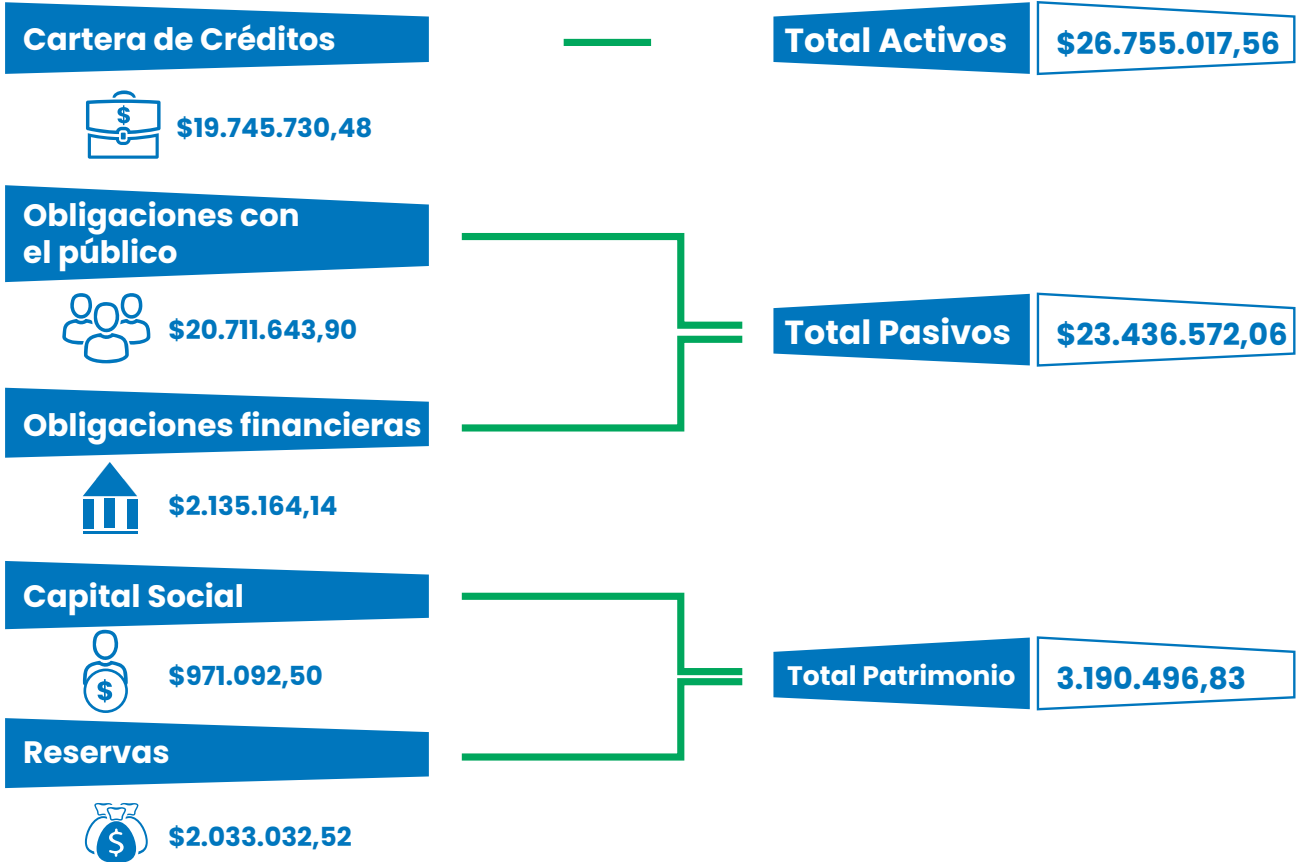 Cartera de Créditos
Total Activos
$26.755.017,56
$
$19.745.730,48
Obligaciones con
el público
$20.711.643,90
Total Pasivos
$23.436.572,06
Obligaciones financieras
$2.135.164,14
Capital Social
$
$971.092,50
Total Patrimonio
3.190.496,83
Reservas
$
$2.033.032,52